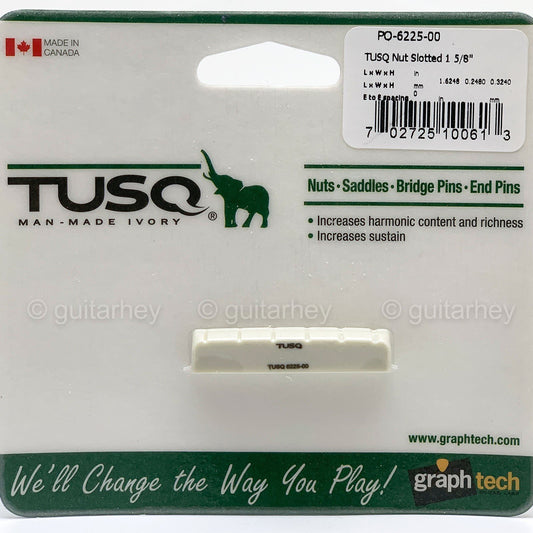 MADE IN
CANADA
PO-6225-00
TUSQ Nut Slotted 1 5/8"
L x W x H in 1.6248 0.2480 0.3240
L x W x H mm
E to E spacing 0 in mm
7 02725 10061 3
TUSQ®
MAN-MADE IVORY
Nuts • Saddles • Bridge Pins • End Pins
• Increases harmonic content and richness
• Increases sustain
© guitarhey © guitarhey © guitarhey
TUSQ
TUSQ 6225-00
www.graphtech.com
We'll Change the Way You Play!
graph tech